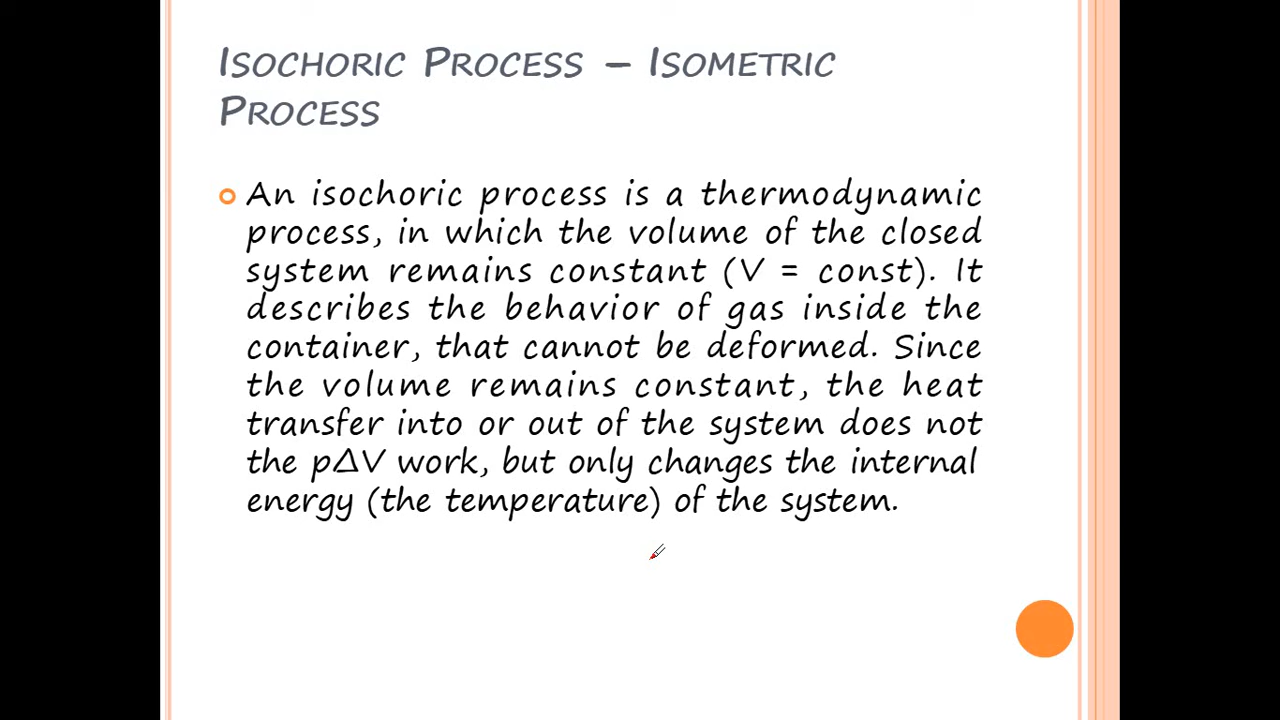 ISOCHORIC PROCESS – ISOMETRIC
PROCESS
An isochoric process is a thermodynamic
process, in which the volume of the closed
system remains constant (V = const). It
describes the behavior of gas inside the
container, that cannot be deformed. Since
the volume remains constant, the heat
transfer into or out of the system does not
the p∆V work, but only changes the internal
energy (the temperature) of the system.